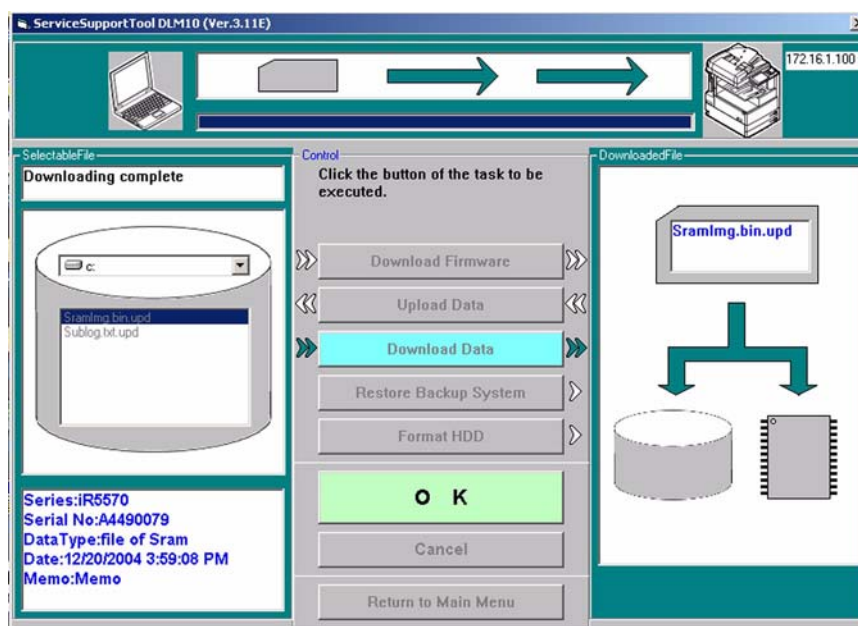 ServiceSupportTool DLM10 (Ver.3.11E)
172.16.1.100
SelectableFile
Downloading complete
c:
SramImg.bin.upd
Sublog.txt.upd
Series:iR5570
Serial No:A4490079
DataType:file of Sram
Date:12/20/2004 3:59:08 PM
Memo:Memo
Control
Click the button of the task to be
executed.
Download Firmware
Upload Data
Download Data
Restore Backup System
Format HDD
O K
Cancel
Return to Main Menu
DownloadedFile
SramImg.bin.upd